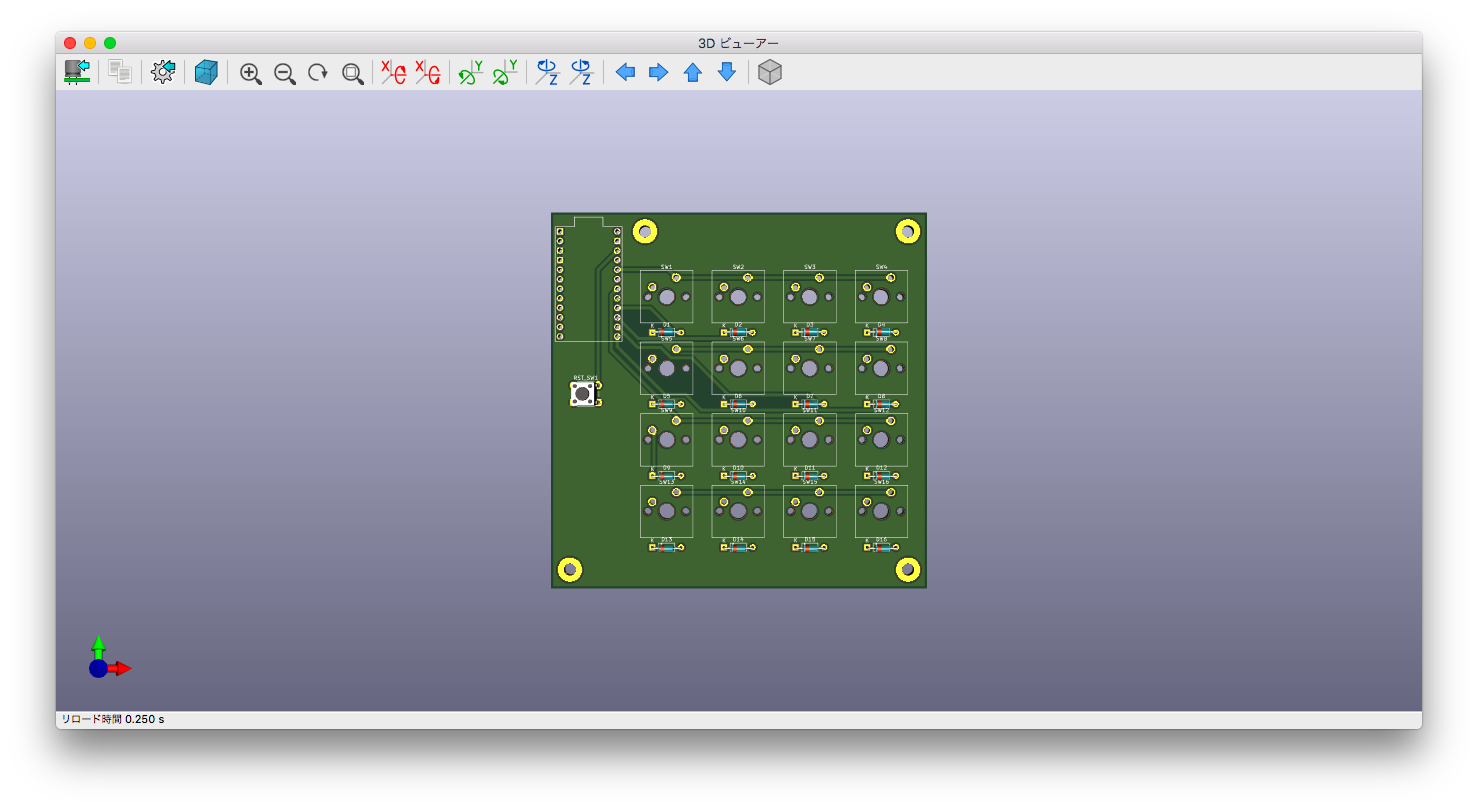 3D ビューアー
X X Y Y Z Z
SW1 SW2 SW3 SW4
K D1 K D2 K D3 K D4
SW5 SW6 SW7 SW8
RST_SW1
K D5 K D6 K D7 K D8
SW9 SW10 SW11 SW12
K D9 K D10 K D11 K D12
SW13 SW14 SW15 SW16
K D13 K D14 K D15 K D16
リロード時間 0.250 s